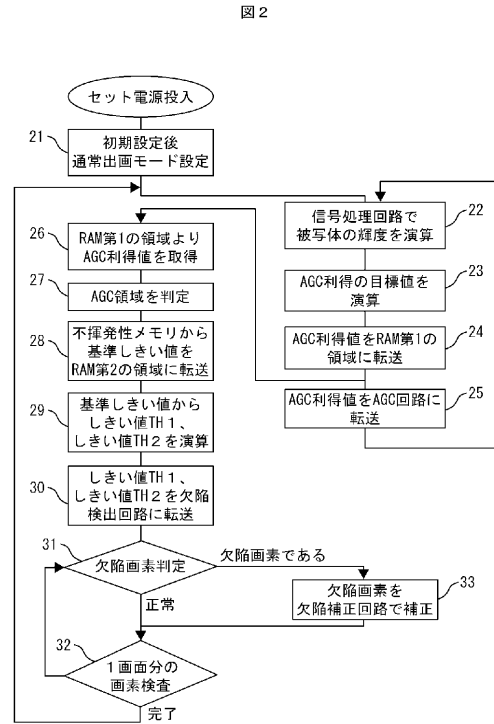 図２
セット電源投入
21
初期設定後
通常出画モード設定
22
信号処理回路で
被写体の輝度を演算
23
AGC利得の目標値を
演算
24
AGC利得値をRAM第1の
領域に転送
25
AGC利得値をAGC回路に
転送
26
RAM第1の領域より
AGC利得値を取得
27
AGC領域を判定
28
不揮発性メモリから
基準しきい値を
RAM第2の領域に転送
29
基準しきい値から
しきい値TH１、
しきい値TH２を演算
30
しきい値TH１、
しきい値TH２を欠陥
検出回路に転送
31
欠陥画素判定
欠陥画素である
正常
33
欠陥画素を
欠陥補正回路で補正
32
１画面分の
画素検査
完了